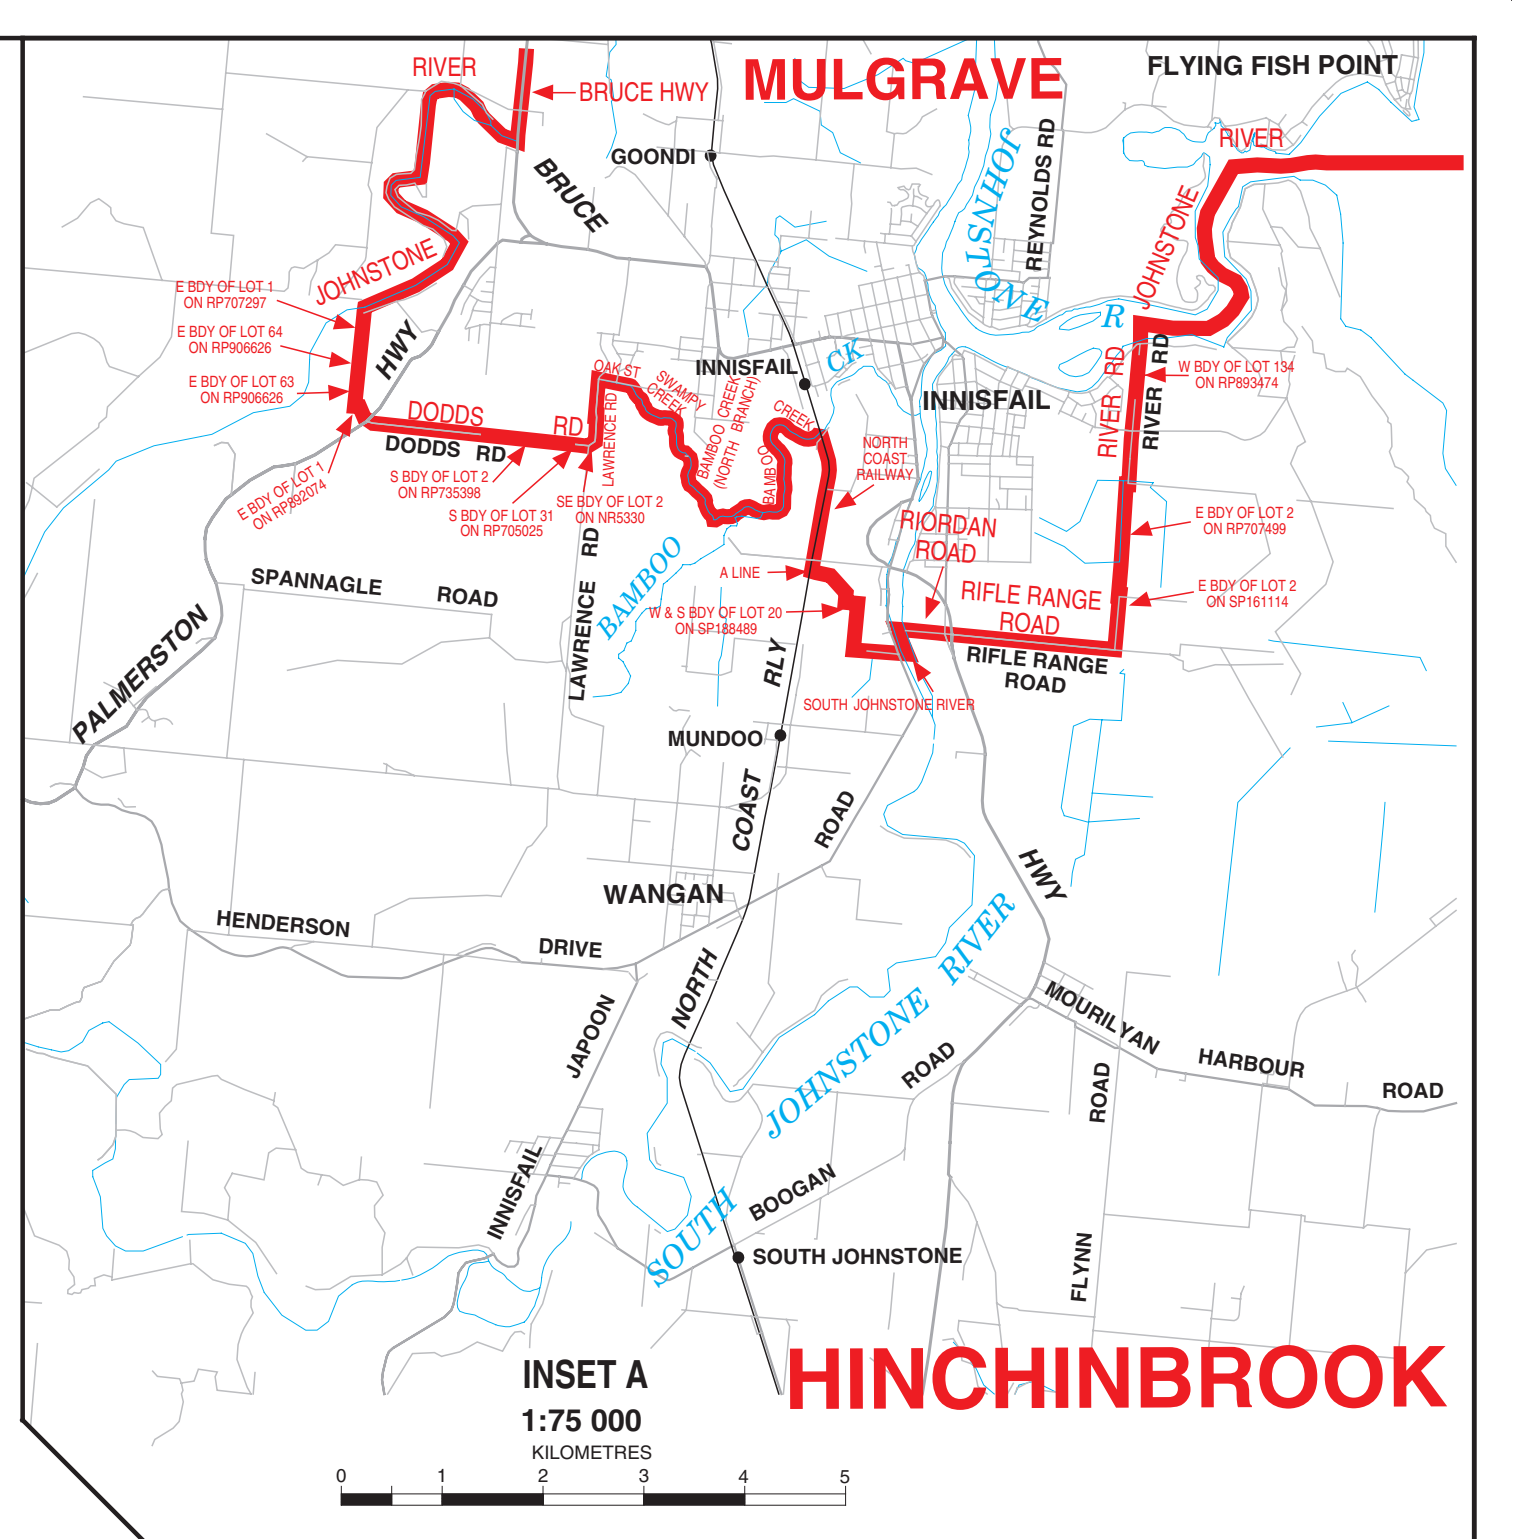 RIVER
BRUCE HWY
MULGRAVE
FLYING FISH POINT
GOONDI
BRUCE
JOHNSTONE
R
REYNOLDS RD
RIVER
JOHNSTONE
JOHNSTONE
E BDY OF LOT 1
ON RP707297
E BDY OF LOT 64
ON RP906626
E BDY OF LOT 63
ON RP906626
HWY
OAK ST
SWAMPY
CREEK
INNISFAIL
CK
INNISFAIL
RIVER RD
RIVER RD
W BDY OF LOT 134
ON RP893474
DODDS
RD
DODDS RD
LAWRENCE RD
BAMBOO CREEK
(NORTH BRANCH)
BAMBOO
CREEK
NORTH
COAST
RAILWAY
E BDY OF LOT 1
ON RP892074
S BDY OF LOT 2
ON RP735398
S BDY OF LOT 31
ON RP705025
SE BDY OF LOT 2
ON NR5330
RIORDAN
ROAD
E BDY OF LOT 2
ON RP707499
BAMBOO
A LINE
SPANNAGLE ROAD
LAWRENCE RD
W & S BDY OF LOT 20
ON SP188489
RIFLE RANGE
ROAD
E BDY OF LOT 2
ON SP161114
PALMERSTON
RLY
RIFLE RANGE
ROAD
SOUTH JOHNSTONE RIVER
MUNDOO
COAST
ROAD
HWY
WANGAN
HENDERSON
DRIVE
NORTH
JAPOON
JOHNSTONE RIVER
MOURILYAN
HARBOUR
ROAD
ROAD
ROAD
INNISFAIL
SOUTH
BOOGAN
SOUTH JOHNSTONE
FLYNN
HINCHINBROOK
INSET A
1:75 000
KILOMETRES
0 1 2 3 4 5